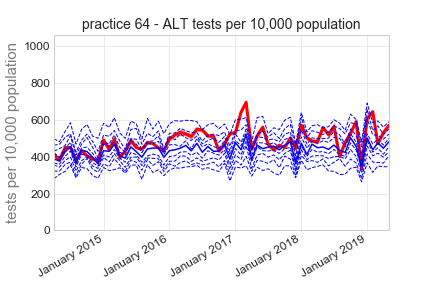 practice 64 - ALT tests per 10,000 population
tests per 10,000 population
1000
800
600
400
200
0
January 2015
January 2016
January 2017
January 2018
January 2019